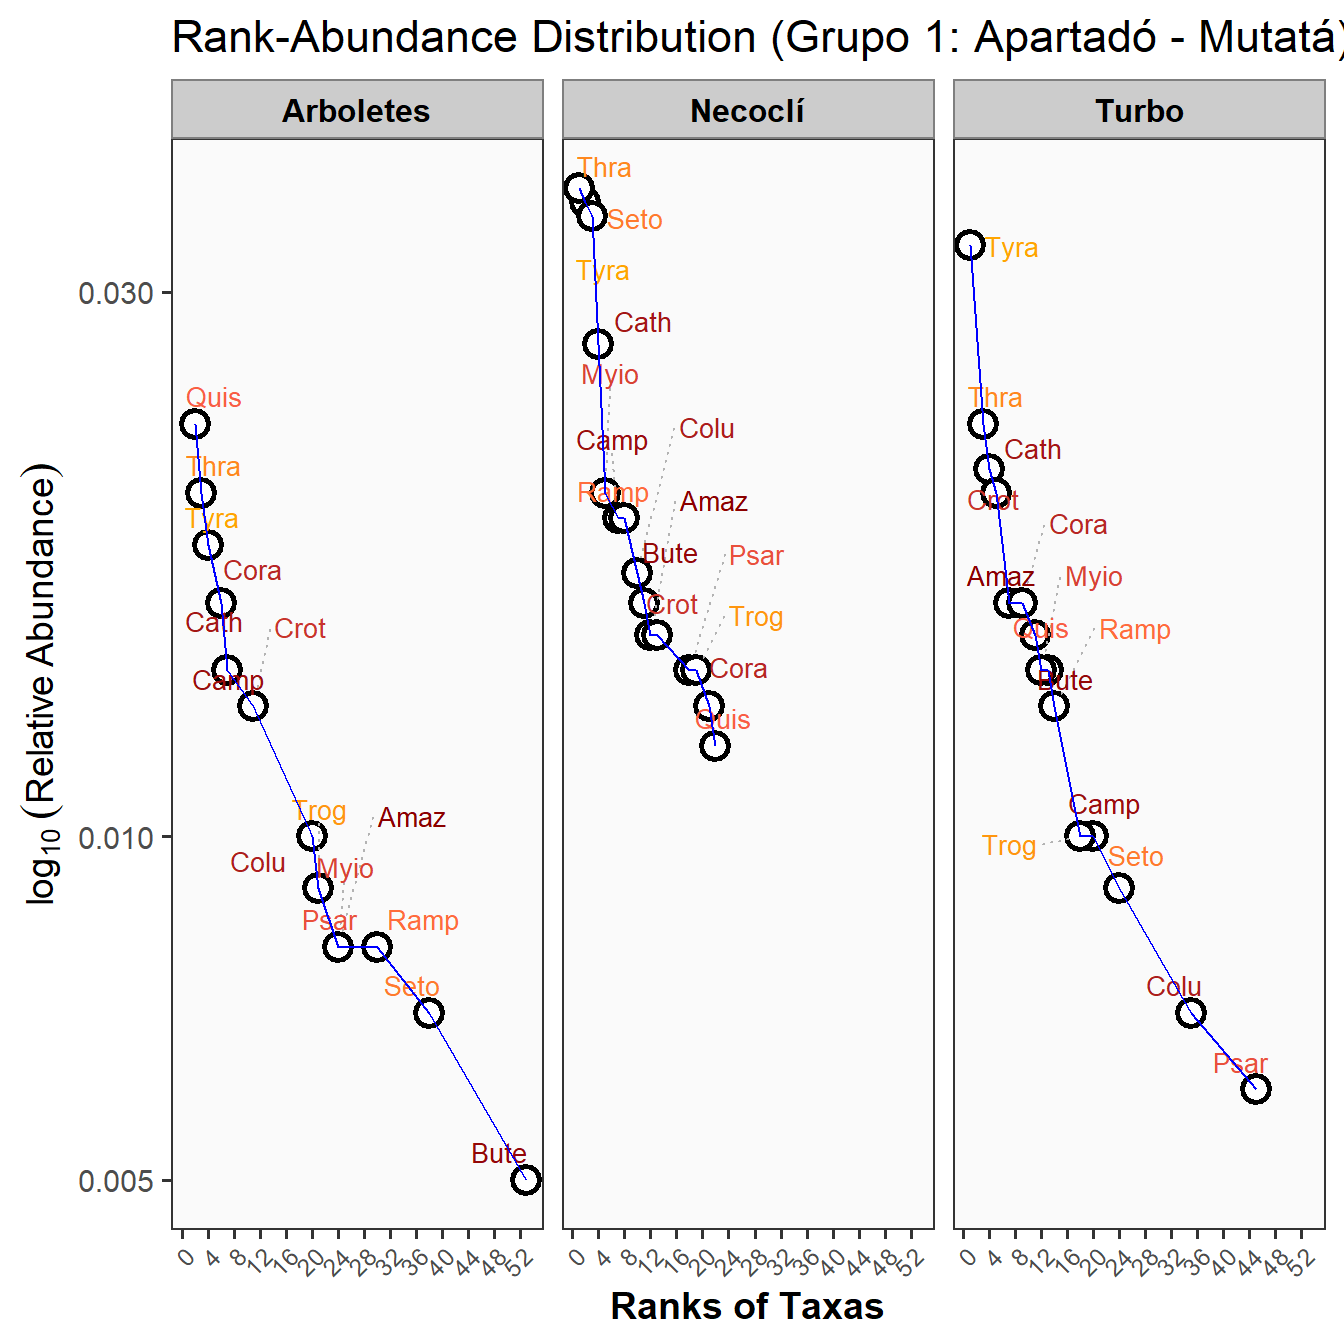 Rank-Abundance Distribution (Grupo 1: Apartadó - Mutatá)
Arboletes
Necoclí
Turbo
log10 (Relative Abundance)
0.030
0.010
0.005
Quis
Thra
Tyra
Cora
Cath
Crot
Camp
Trog
Amaz
Colu
Myio
Psar
Ramp
Seto
Bute
Thra
Seto
Tyra
Cath
Myio
Colu
Camp
Ramp
Amaz
Bute
Psar
Crot
Trog
Cora
Quis
Tyra
Thra
Cath
Crot
Cora
Amaz
Myio
Quis
Ramp
Bute
Camp
Trog
Seto
Colu
Psar
0 4 8 12 16 20 24 28 32 36 40 44 48 52
0 4 8 12 16 20 24 28 32 36 40 44 48 52
0 4 8 12 16 20 24 28 32 36 40 44 48 52
Ranks of Taxas